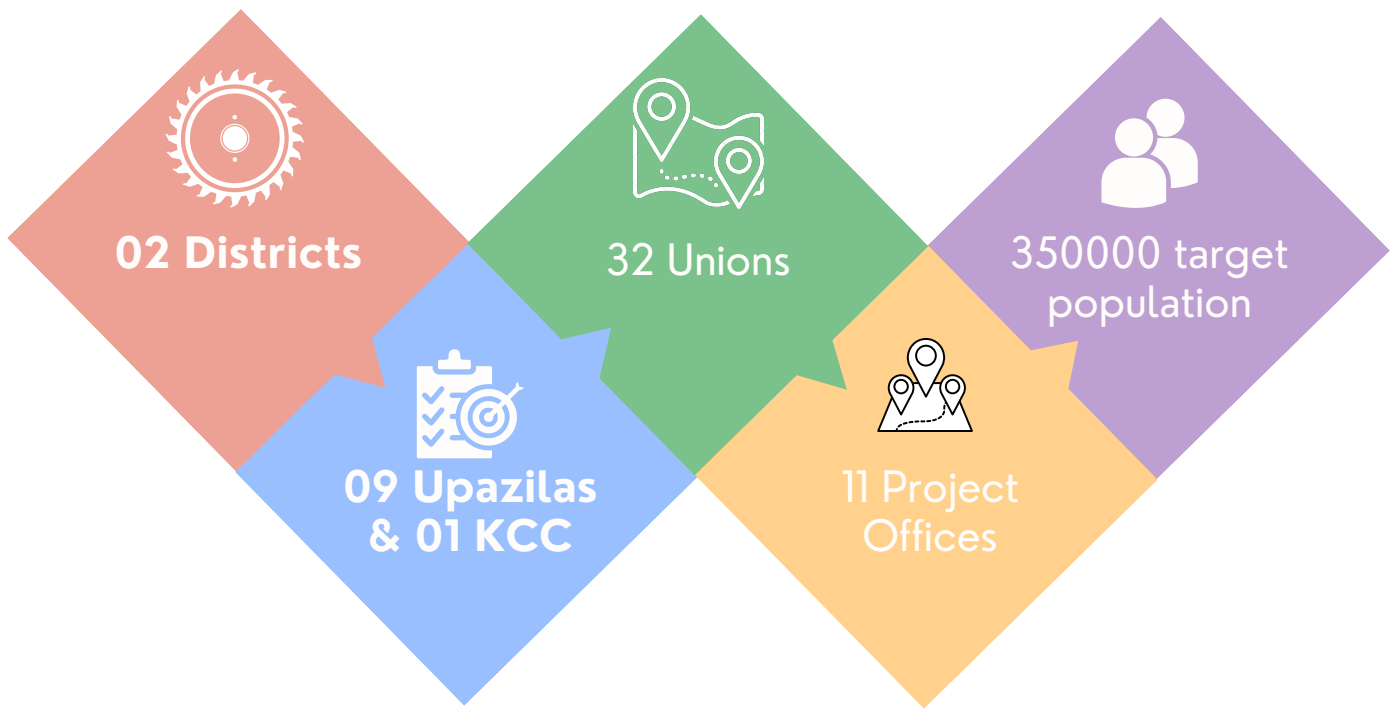 02 Districts
09 Upazilas
& 01 KCC
32 Unions
11 Project
Offices
350000 target
population